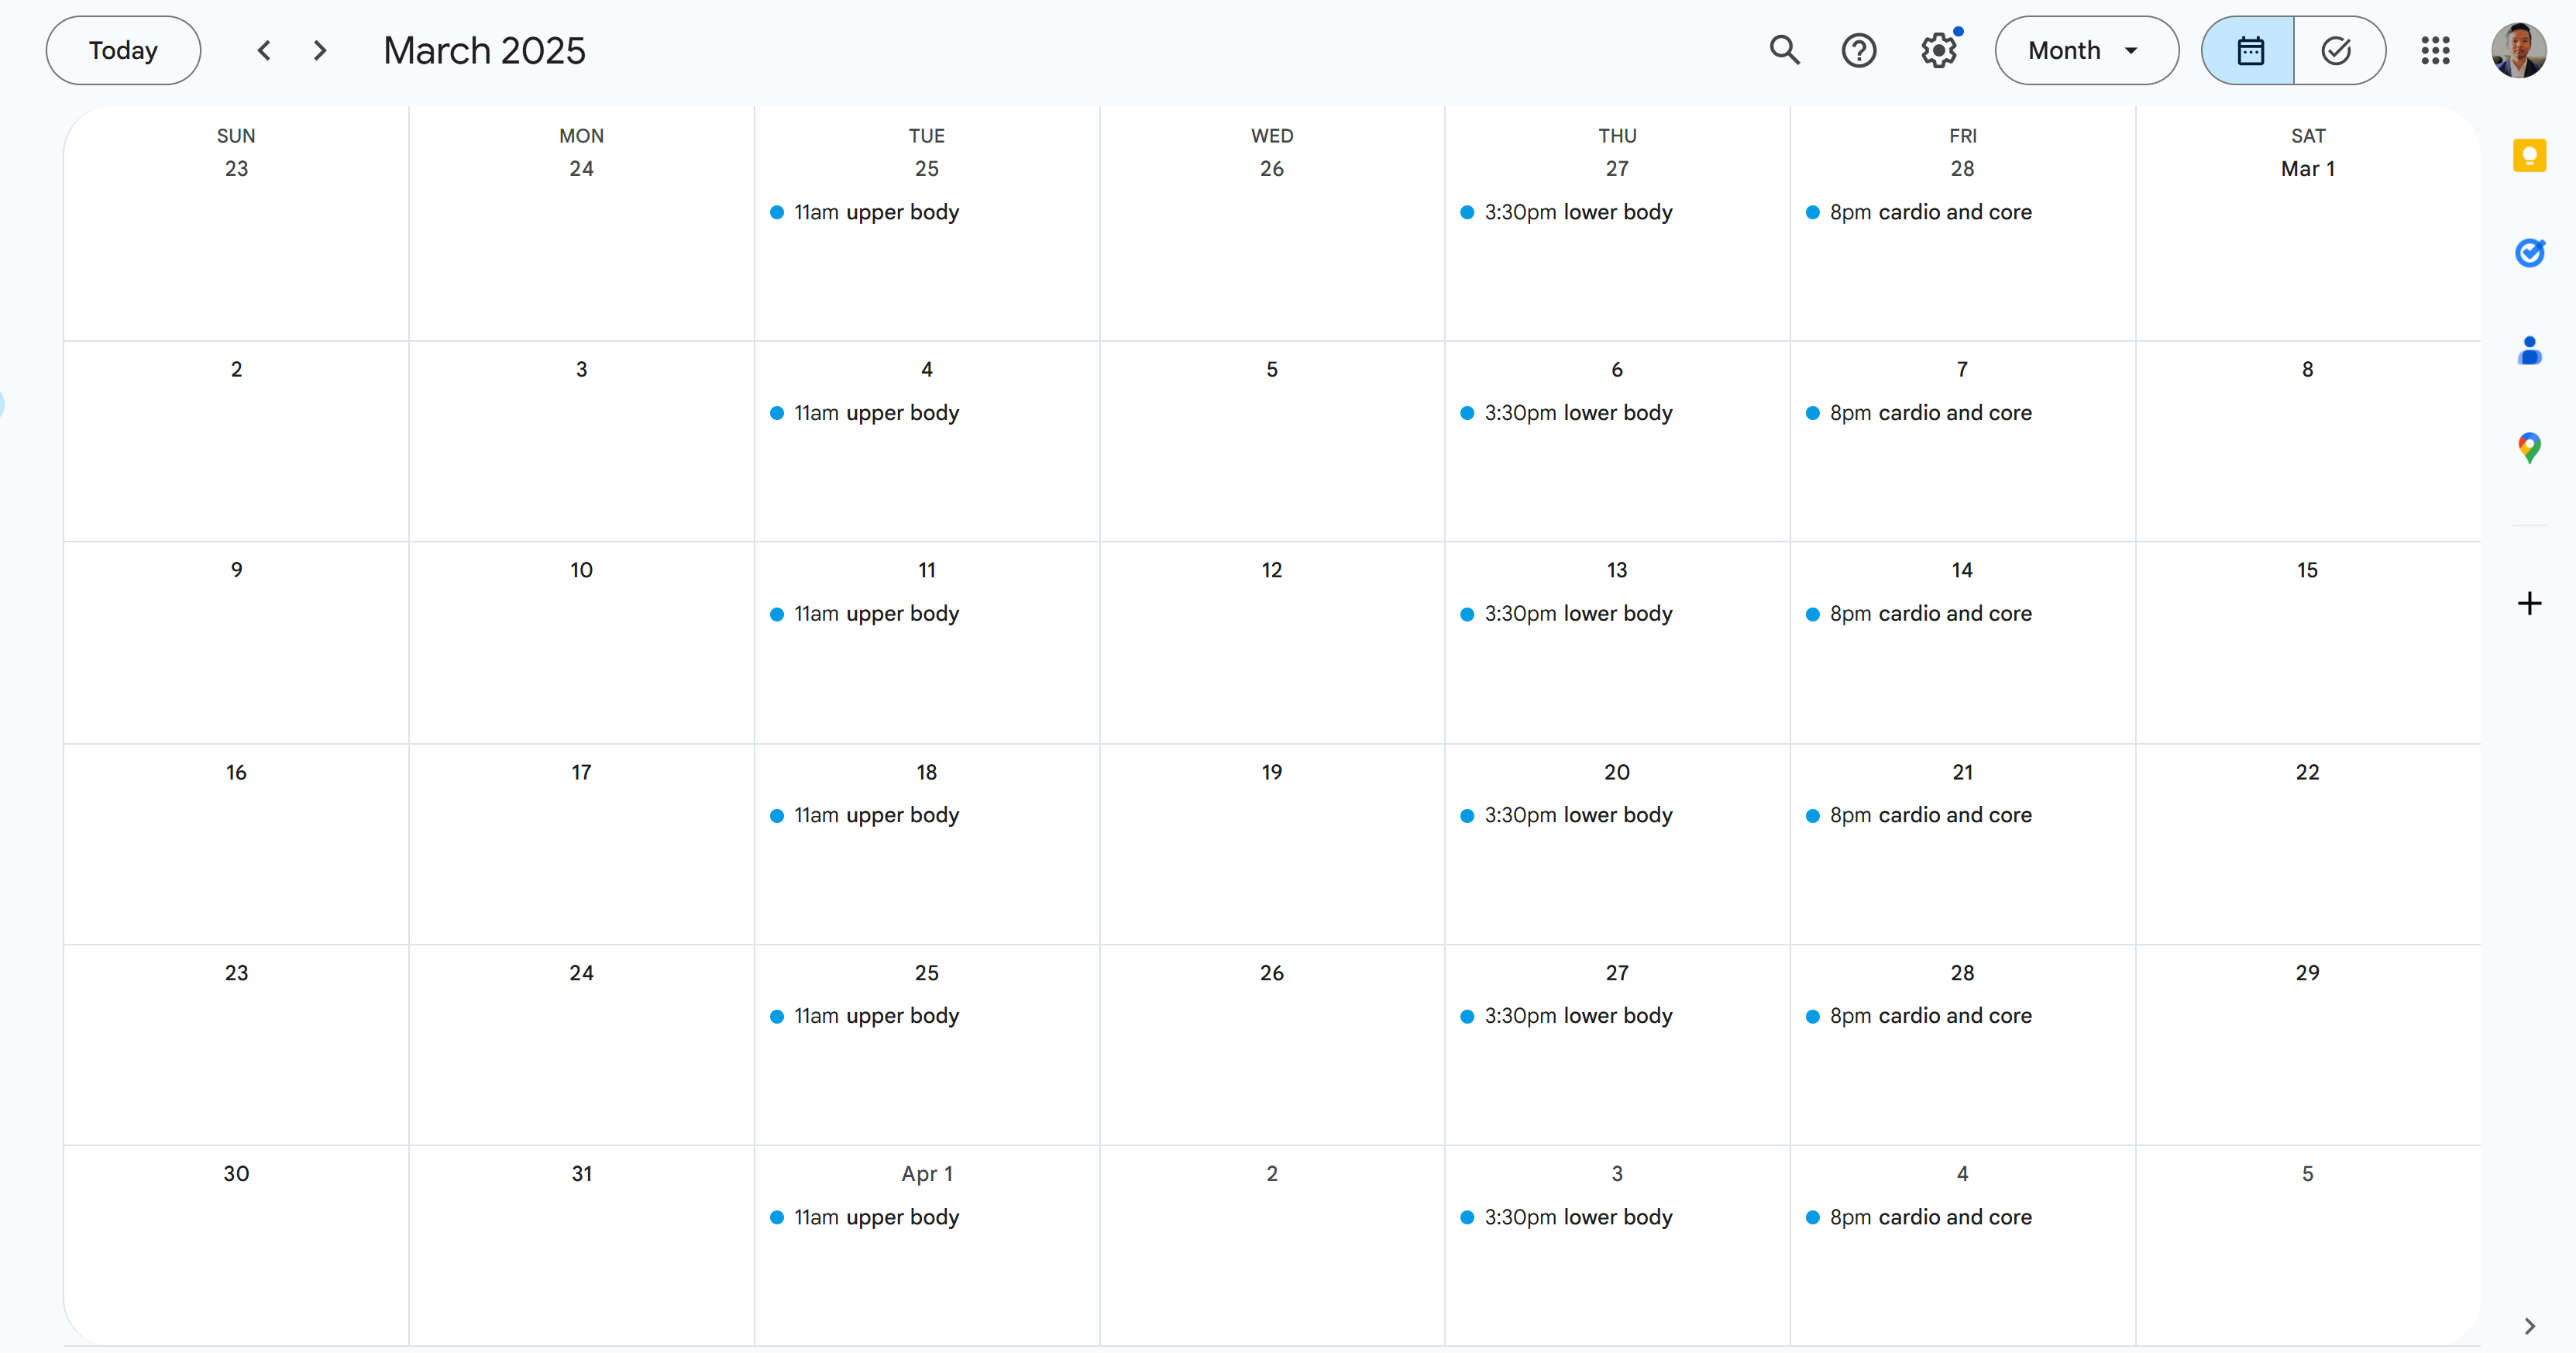 Today
March 2025
Month
SUN MON TUE WED THU FRI SAT
23 24 25 26 27 28 Mar 1
11am upper body 3:30pm lower body 8pm cardio and core
2 3 4 5 6 7 8
11am upper body 3:30pm lower body 8pm cardio and core
9 10 11 12 13 14 15
11am upper body 3:30pm lower body 8pm cardio and core
16 17 18 19 20 21 22
11am upper body 3:30pm lower body 8pm cardio and core
23 24 25 26 27 28 29
11am upper body 3:30pm lower body 8pm cardio and core
30 31 Apr 1 2 3 4 5
11am upper body 3:30pm lower body 8pm cardio and core